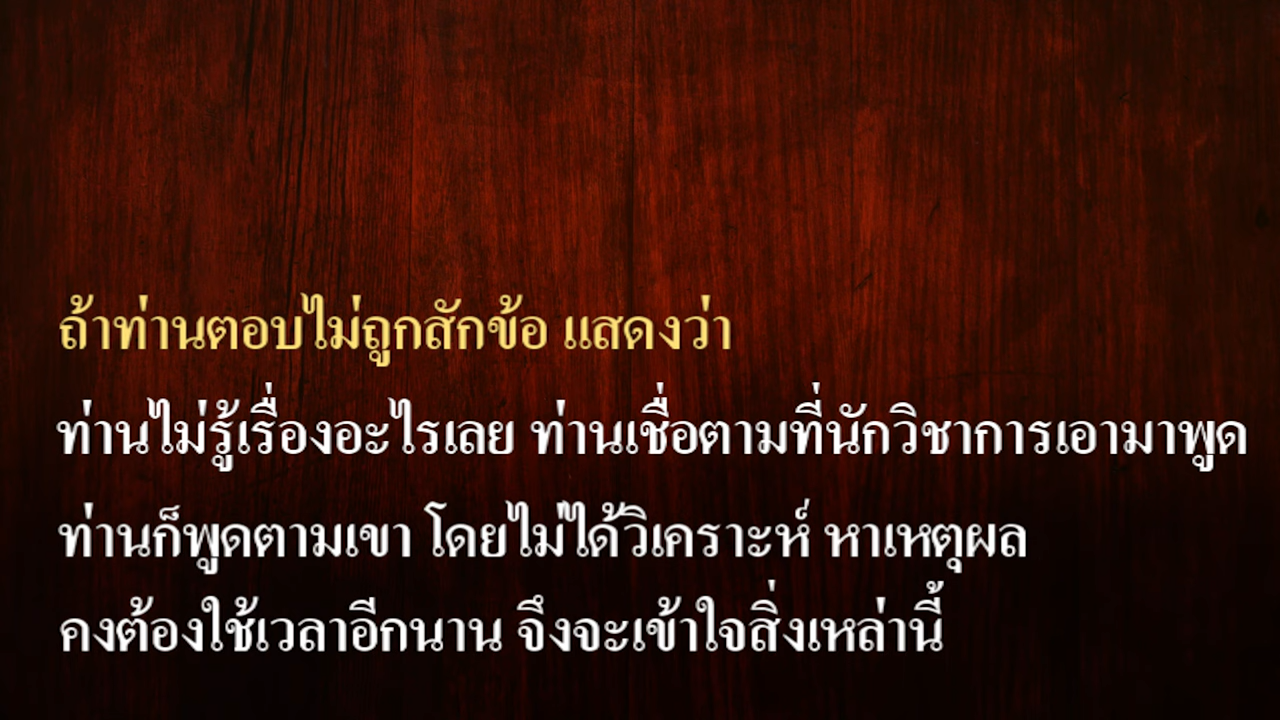 ถ้าท่านตอบไม่ถูกสักข้อ แสดงว่า
ท่านไม่รู้เรื่องอะไรเลย ท่านเชื่อตามที่นักวิชาการเอามาพูด
ท่านก็พูดตามเขา โดยไม่ได้วิเคราะห์ หาเหตุผล
คงต้องใช้เวลาอีกนาน จึงจะเข้าใจสิ่งเหล่านี้